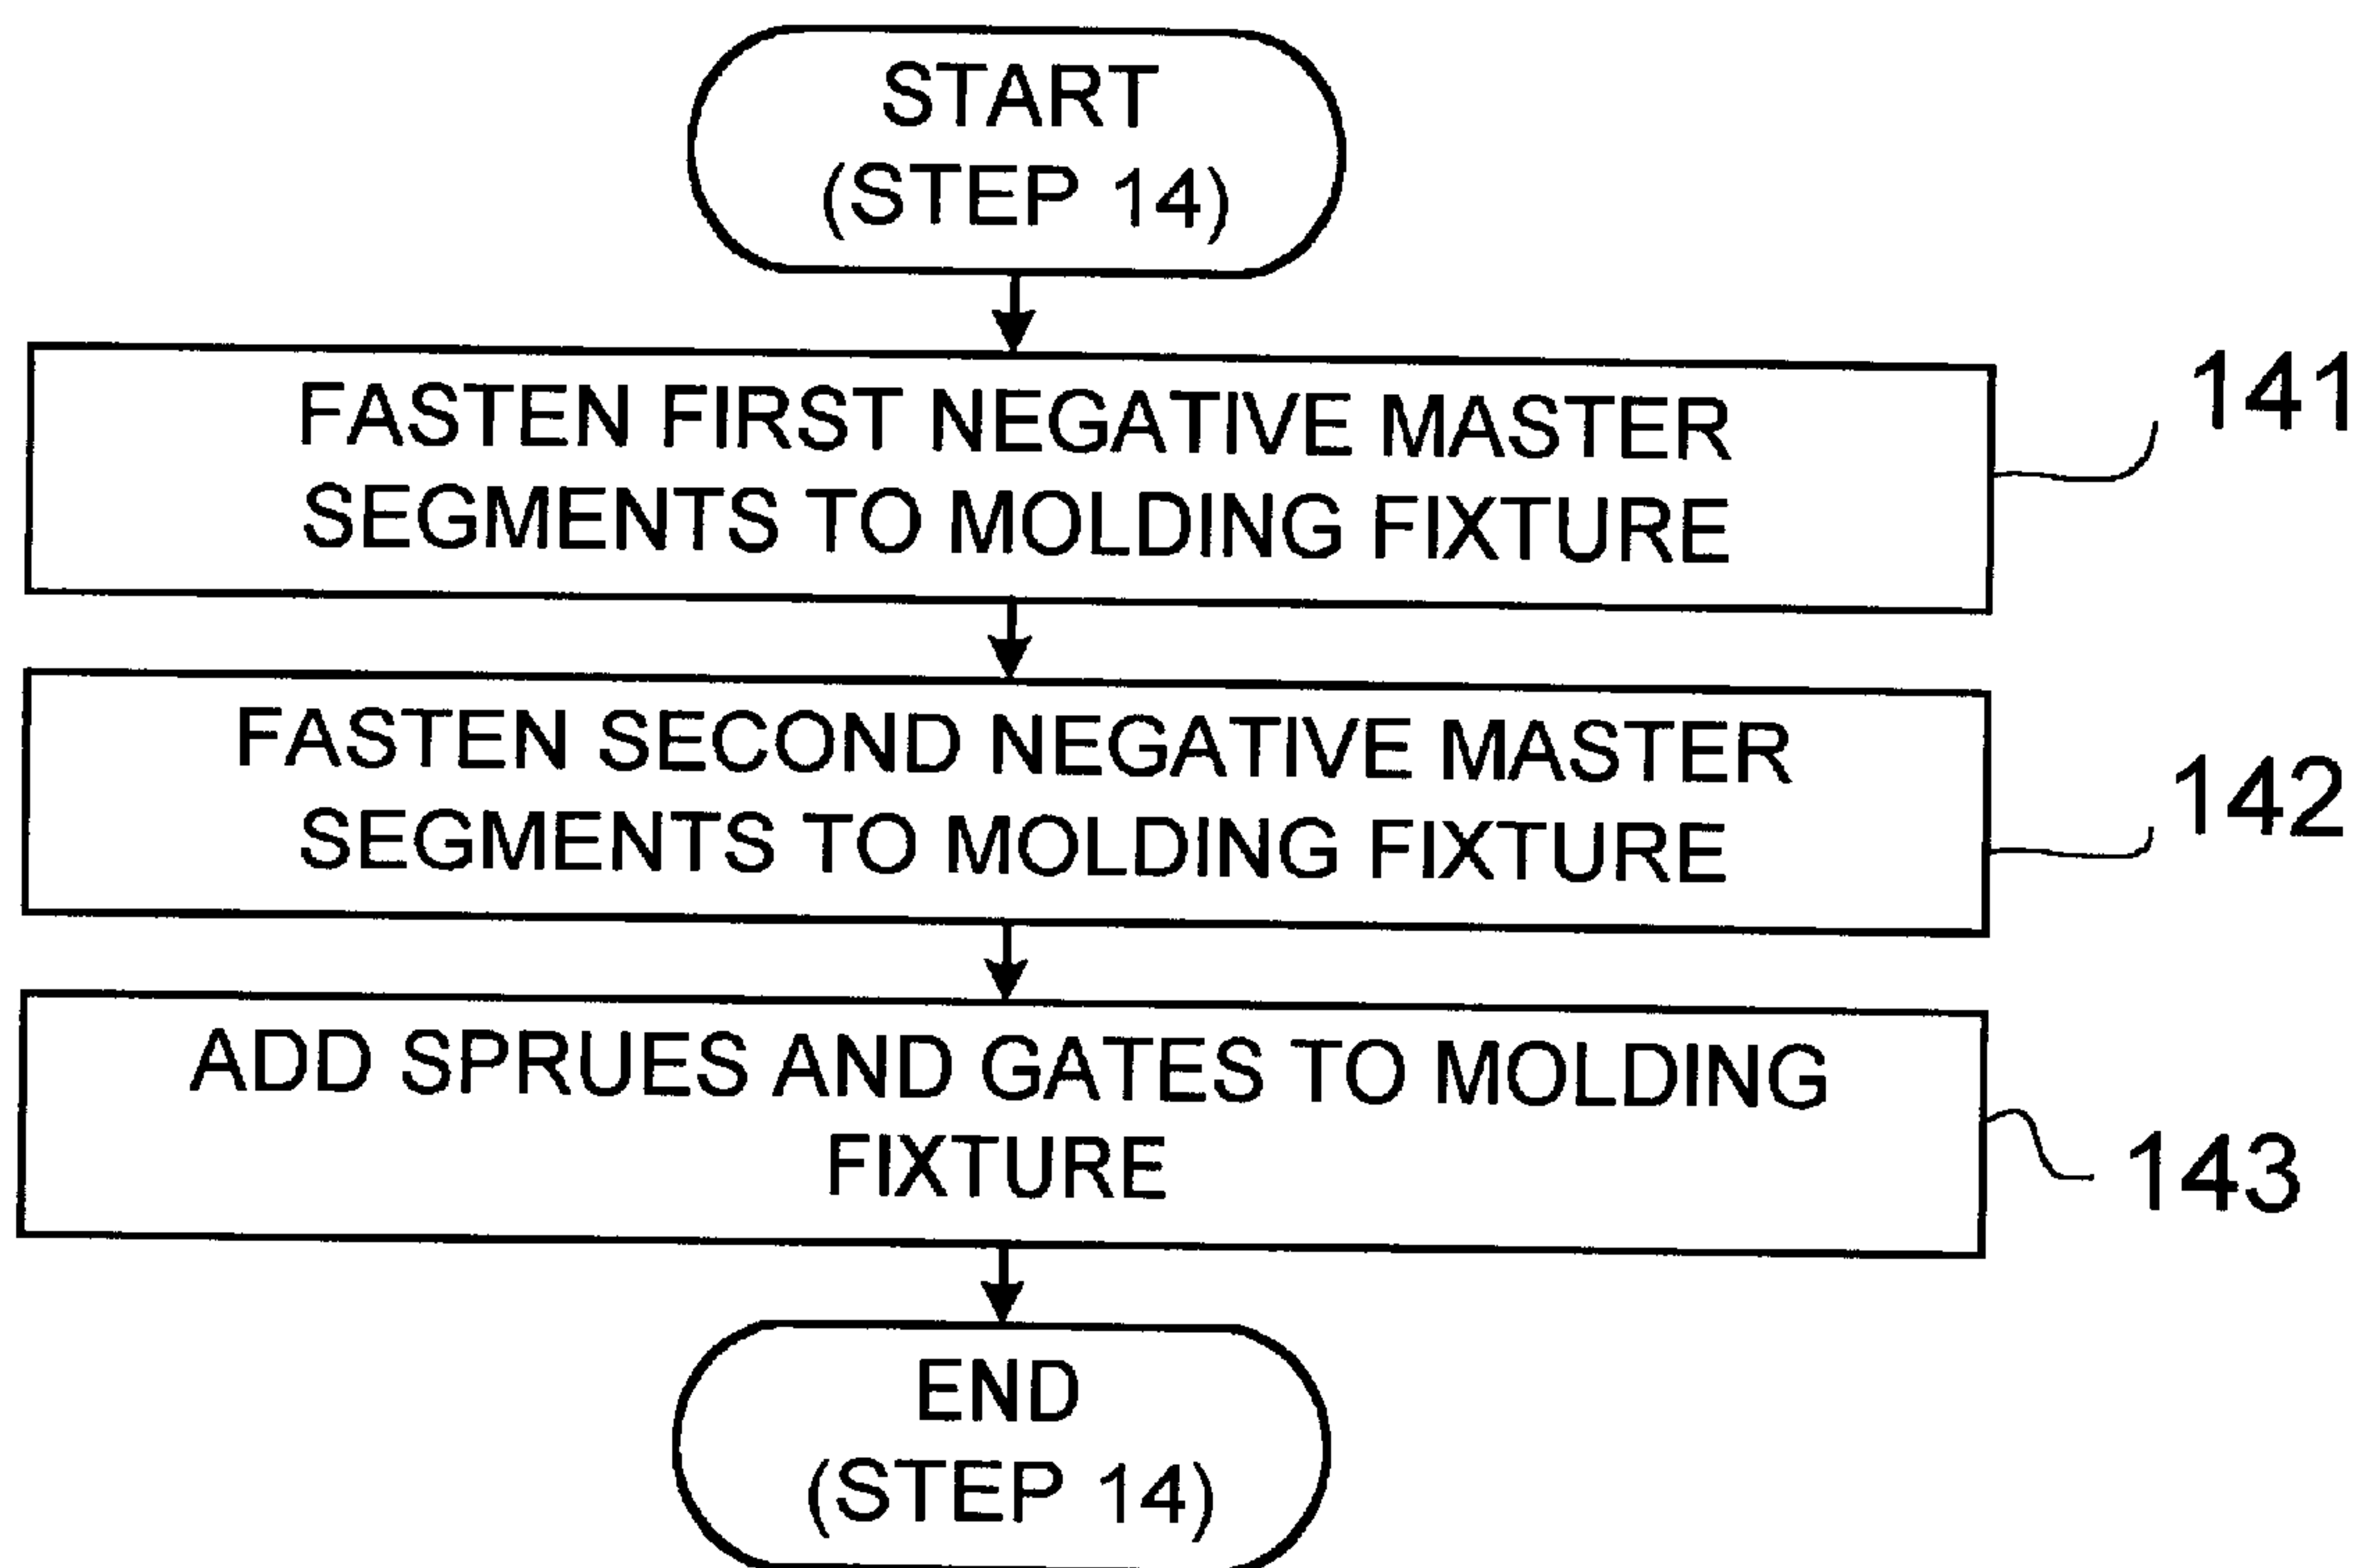 START
(STEP 14)
FASTEN FIRST NEGATIVE MASTER
SEGMENTS TO MOLDING FIXTURE
141
FASTEN SECOND NEGATIVE MASTER
SEGMENTS TO MOLDING FIXTURE
142
ADD SPRUES AND GATES TO MOLDING
FIXTURE
143
END
(STEP 14)